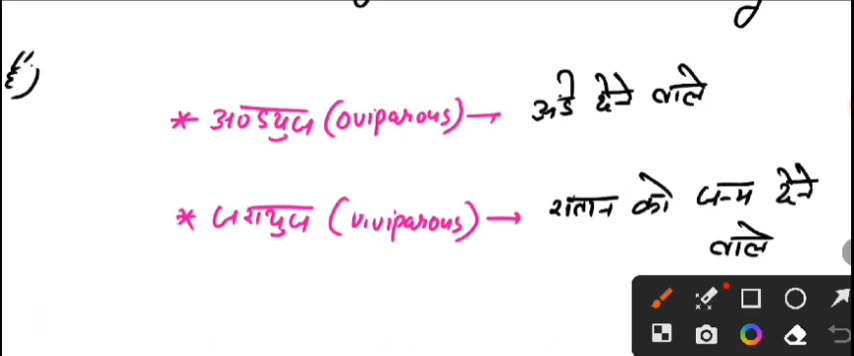 * अण्डयुज (Oviparous) → अंडे देने वाले
* जरायुज (Viviparous) → संतान को जन्म देने
वाले